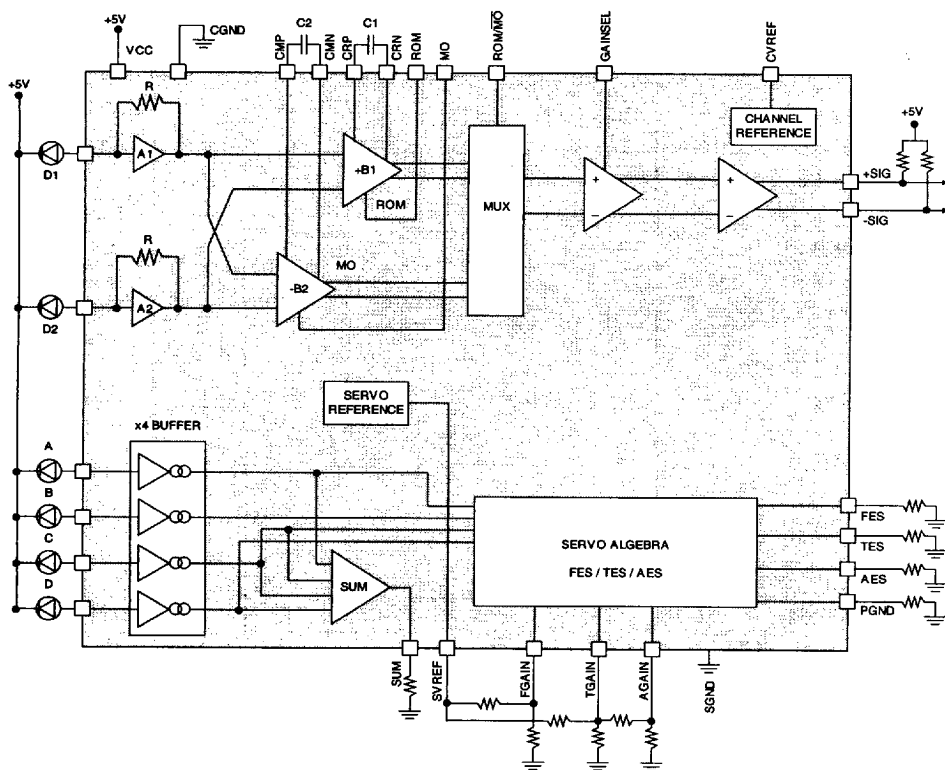 +5V
CGND
VCC
C2
C1
CMP
CMN
CRP
CRN
ROM
MO
ROM/MO
GAINSEL
CVREF
+5V
R
A1
D1
+B1
ROM
MUX
+
−
+
−
CHANNEL
REFERENCE
+5V
+SIG
-SIG
R
A2
D2
-B2
MO
SERVO
REFERENCE
x4 BUFFER
A
B
C
D
SUM
SERVO ALGEBRA
FES / TES / AES
FES
TES
AES
PGND
SUM
SVREF
FGAIN
TGAIN
AGAIN
SGND